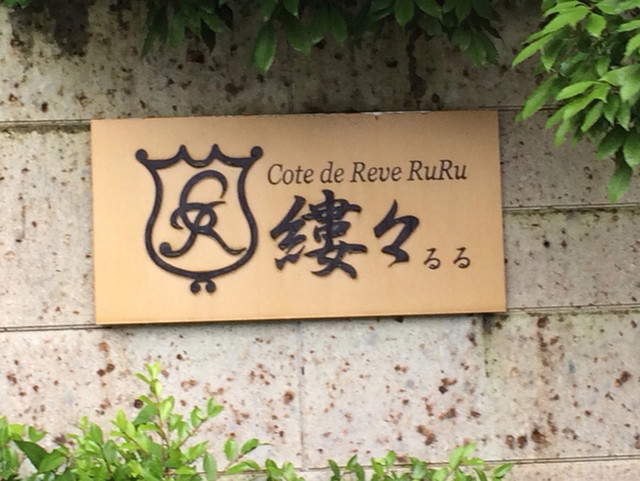 Cote de Reve RuRu
縷々るる